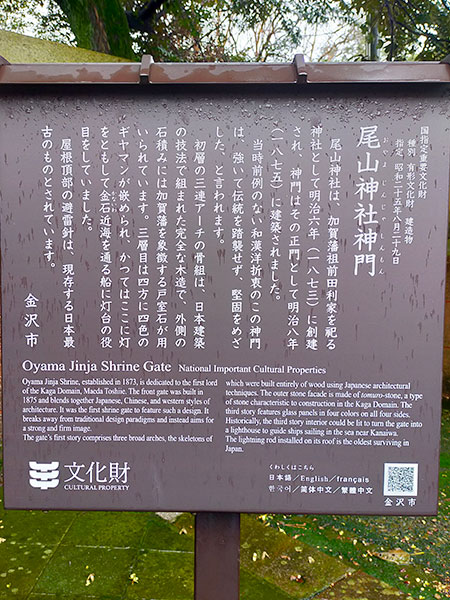 国指定重要文化財
種別 有形文化財 建造物
指定 昭和二十五年八月二十九日
おやまじんじゃしんもん
尾山神社神門
尾山神社は、加賀藩祖前田利家を祀る
神社として明治六年（一八七三）に創建
され、神門はその正門として明治八年
（一八七五）に建築されました。
当時前例のない和漢洋折衷のこの神門
は、強いて伝統を踏襲せず、堅固をめざ
した、と言われます。
初層の三連アーチの骨組は、日本建築
の技法で組まれた完全な木造で、外側の
石積みには加賀藩を象徴する戸室石が用
いられています。三層目は四方に四色の
ギヤマンが嵌められ、かつてはここに灯
をともして金石近海を通る船に灯台の役
目をしていました。
屋根頂部の避雷針は、現存する日本最
古のものとされています。
金沢市
Oyama Jinja Shrine Gate National Important Cultural Properties
Oyama Jinja Shrine, established in 1873, is dedicated to the first lord
of the Kaga Domain, Maeda Toshiie. The front gate was built in
1875 and blends together Japanese, Chinese, and western styles of
architecture. It was the first shrine gate to feature such a design. It
breaks away from traditional design paradigms and instead aims for
a strong and firm image.
The gate's first story comprises three broad arches, the skeletons of
which were built entirely of wood using Japanese architectural
techniques. The outer stone facade is made of tomuro-stone, a type
of stone characteristic to construction in the Kaga Domain. The
third story features glass panels in four colors on all four sides.
Historically, the third story interior could be lit to turn the gate into
a lighthouse to guide ships sailing in the sea near Kanaiwa.
The lightning rod installed on its roof is the oldest surviving in
Japan.
文化財
CULTURAL PROPERTY
くわしくはこちら
日本語／English／français
한국어／简体中文／繁體中文
金沢市